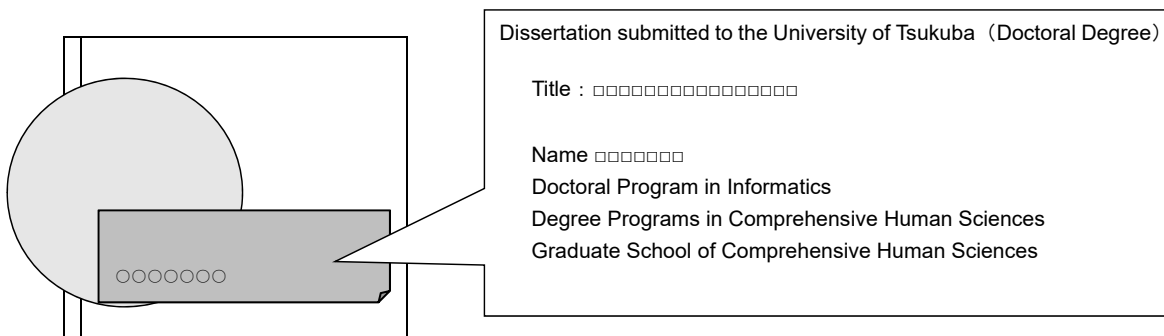 Dissertation submitted to the University of Tsukuba（Doctoral Degree）
Title：□□□□□□□□□□□□□□□□
Name □□□□□□□
Doctoral Program in Informatics
Degree Programs in Comprehensive Human Sciences
Graduate School of Comprehensive Human Sciences
○○○○○○○